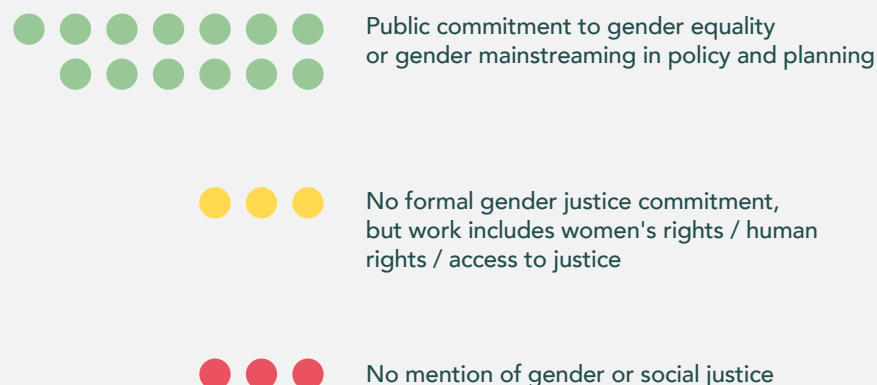 Public commitment to gender equality
or gender mainstreaming in policy and planning
No formal gender justice commitment,
but work includes women's rights / human
rights / access to justice
No mention of gender or social justice